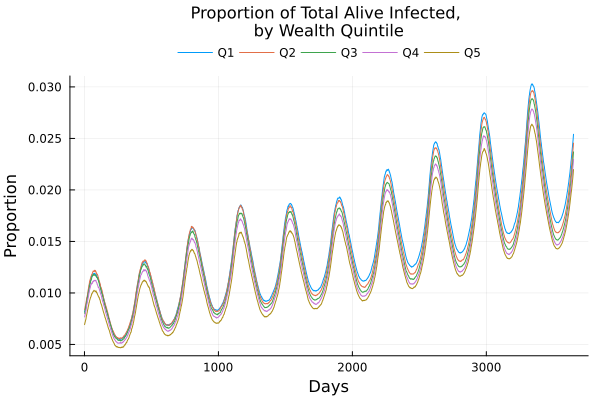 Proportion of Total Alive Infected,
by Wealth Quintile
Q1 Q2 Q3 Q4 Q5
0.030
0.025
0.020
0.015
0.010
0.005
Proportion
0 1000 2000 3000
Days